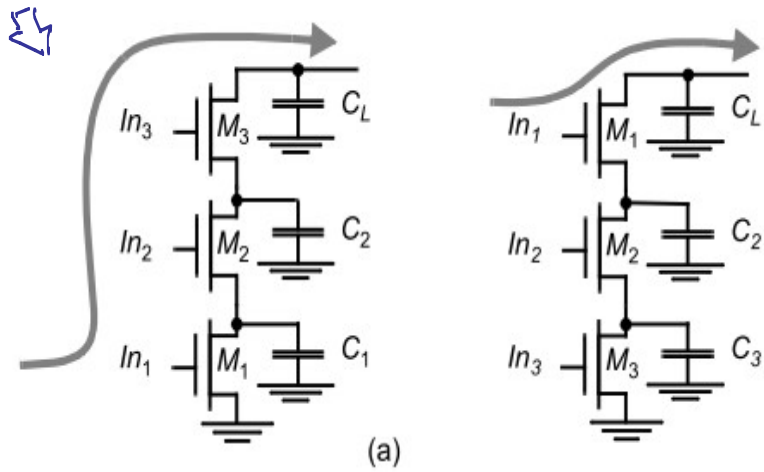 In3 M3 CL
In2 M2 C2
In1 M1 C1
In1 M1 CL
In2 M2 C2
In3 M3 C3
(a)